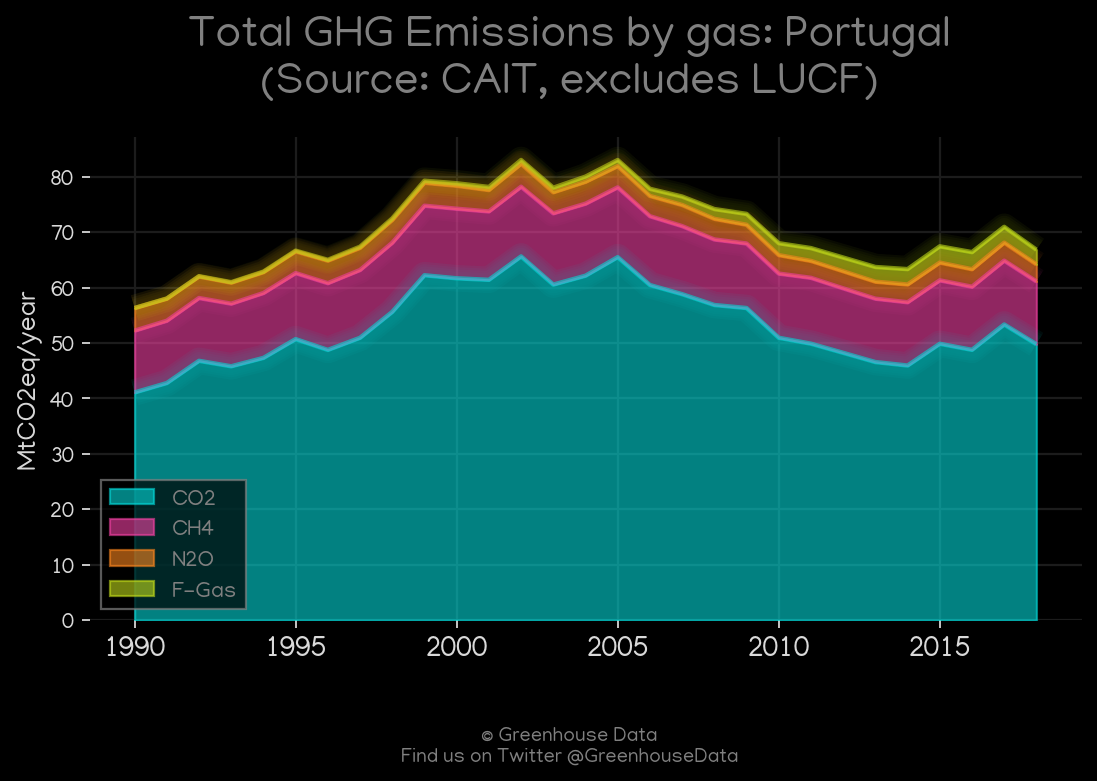 Total GHG Emissions by gas: Portugal
(Source: CAIT, excludes LUCF)
MtCO2eq/year
80
70
60
50
40
30
20
10
0
CO2
CH4
N2O
F-Gas
1990 1995 2000 2005 2010 2015
© Greenhouse Data
Find us on Twitter @GreenhouseData